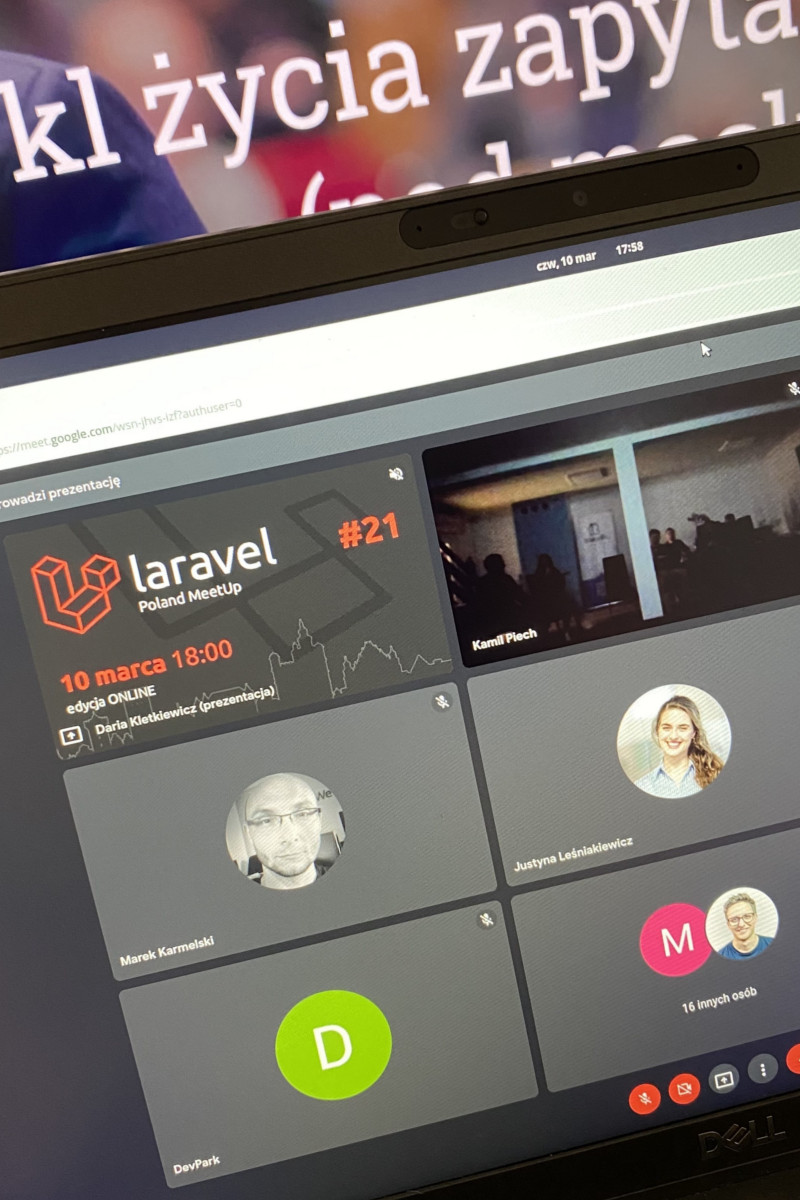 kl życia zapyta
(pod
czw, 10 mar 17:58
ps://meet.google.com/wsn-jhvs-izf?authuser=0
rowadzi prezentację
laravel
Poland MeetUp
#21
10 marca 18:00
edycja ONLINE
Daria Kletkiewicz (prezentacja)
Kamil Piech
We
Marek Karmelski
Justyna Leśniakiewicz
D
DevPark
M
16 innych osób
DELL